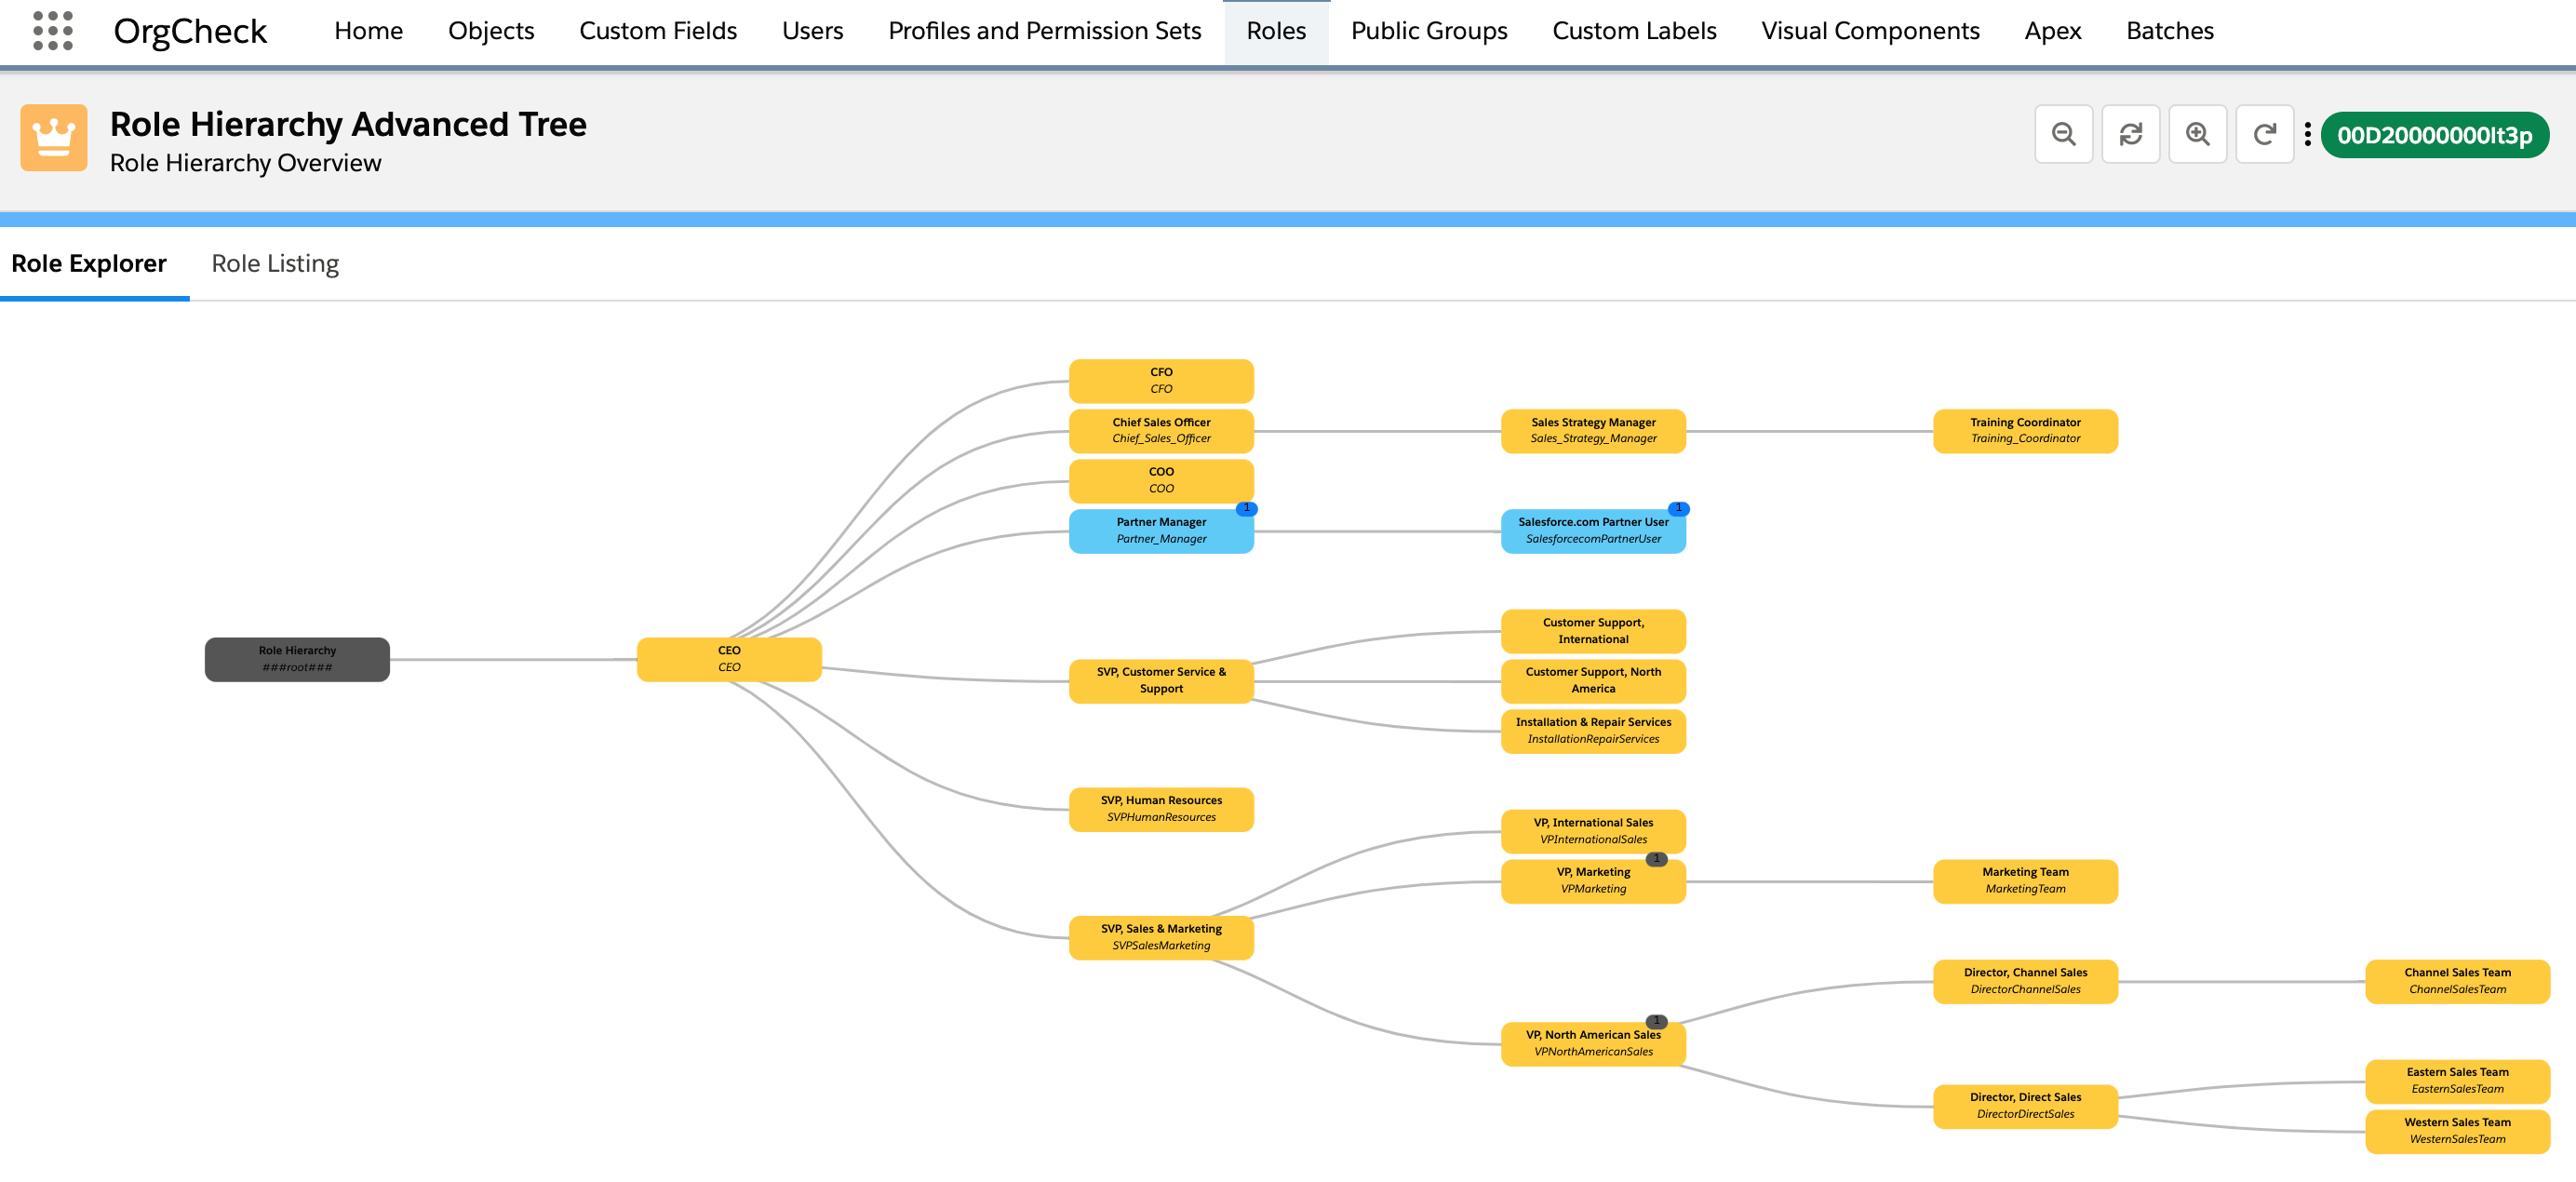 OrgCheck
Home
Objects
Custom Fields
Users
Profiles and Permission Sets
Roles
Public Groups
Custom Labels
Visual Components
Apex
Batches
Role Hierarchy Advanced Tree
Role Hierarchy Overview
00D20000000It3p
Role Explorer
Role Listing
CFO
CFO
Chief Sales Officer
Chief_Sales_Officer
Sales Strategy Manager
Sales_Strategy_Manager
Training Coordinator
Training_Coordinator
COO
COO
1
Partner Manager
Partner_Manager
1
Salesforce.com Partner User
SalesforcecomPartnerUser
Role Hierarchy
###root###
CEO
CEO
Customer Support,
International
SVP, Customer Service &
Support
Customer Support, North
America
Installation & Repair Services
InstallationRepairServices
SVP, Human Resources
SVPHumanResources
VP, International Sales
VPInternationalSales
1
VP, Marketing
VPMarketing
Marketing Team
MarketingTeam
SVP, Sales & Marketing
SVPSalesMarketing
Director, Channel Sales
DirectorChannelSales
Channel Sales Team
ChannelSalesTeam
1
VP, North American Sales
VPNorthAmericanSales
Eastern Sales Team
EasternSalesTeam
Director, Direct Sales
DirectorDirectSales
Western Sales Team
WesternSalesTeam